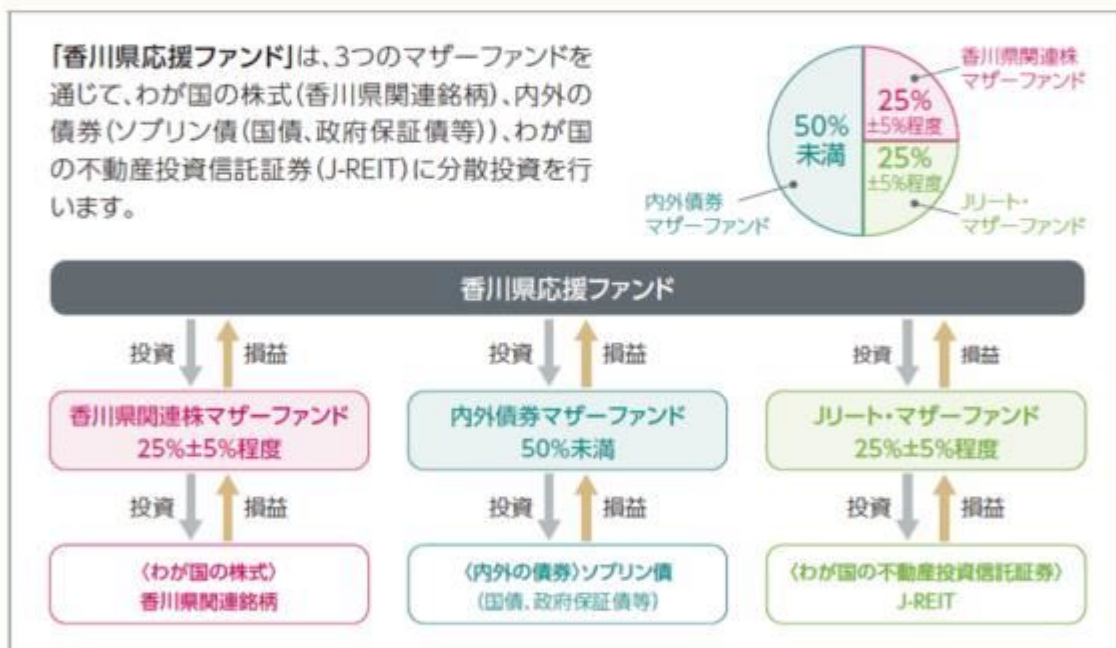 「香川県応援ファンド」は、3つのマザーファンドを
通じて、わが国の株式(香川県関連銘柄)、内外の
債券(ソブリン債(国債、政府保証債等))、わが国
の不動産投資信託証券(J-REIT)に分散投資を行
います。
香川県関連株
マザーファンド
25%
±5%程度
50%
未満
25%
±5%程度
内外債券
マザーファンド
Jリート・
マザーファンド
香川県応援ファンド
投資 損益 投資 損益 投資 損益
香川県関連株マザーファンド
25%±5%程度
内外債券マザーファンド
50%未満
Jリート・マザーファンド
25%±5%程度
投資 損益 投資 損益 投資 損益
〈わが国の株式〉
香川県関連銘柄
〈内外の債券〉ソブリン債
(国債、政府保証債等)
〈わが国の不動産投資信託証券〉
J-REIT